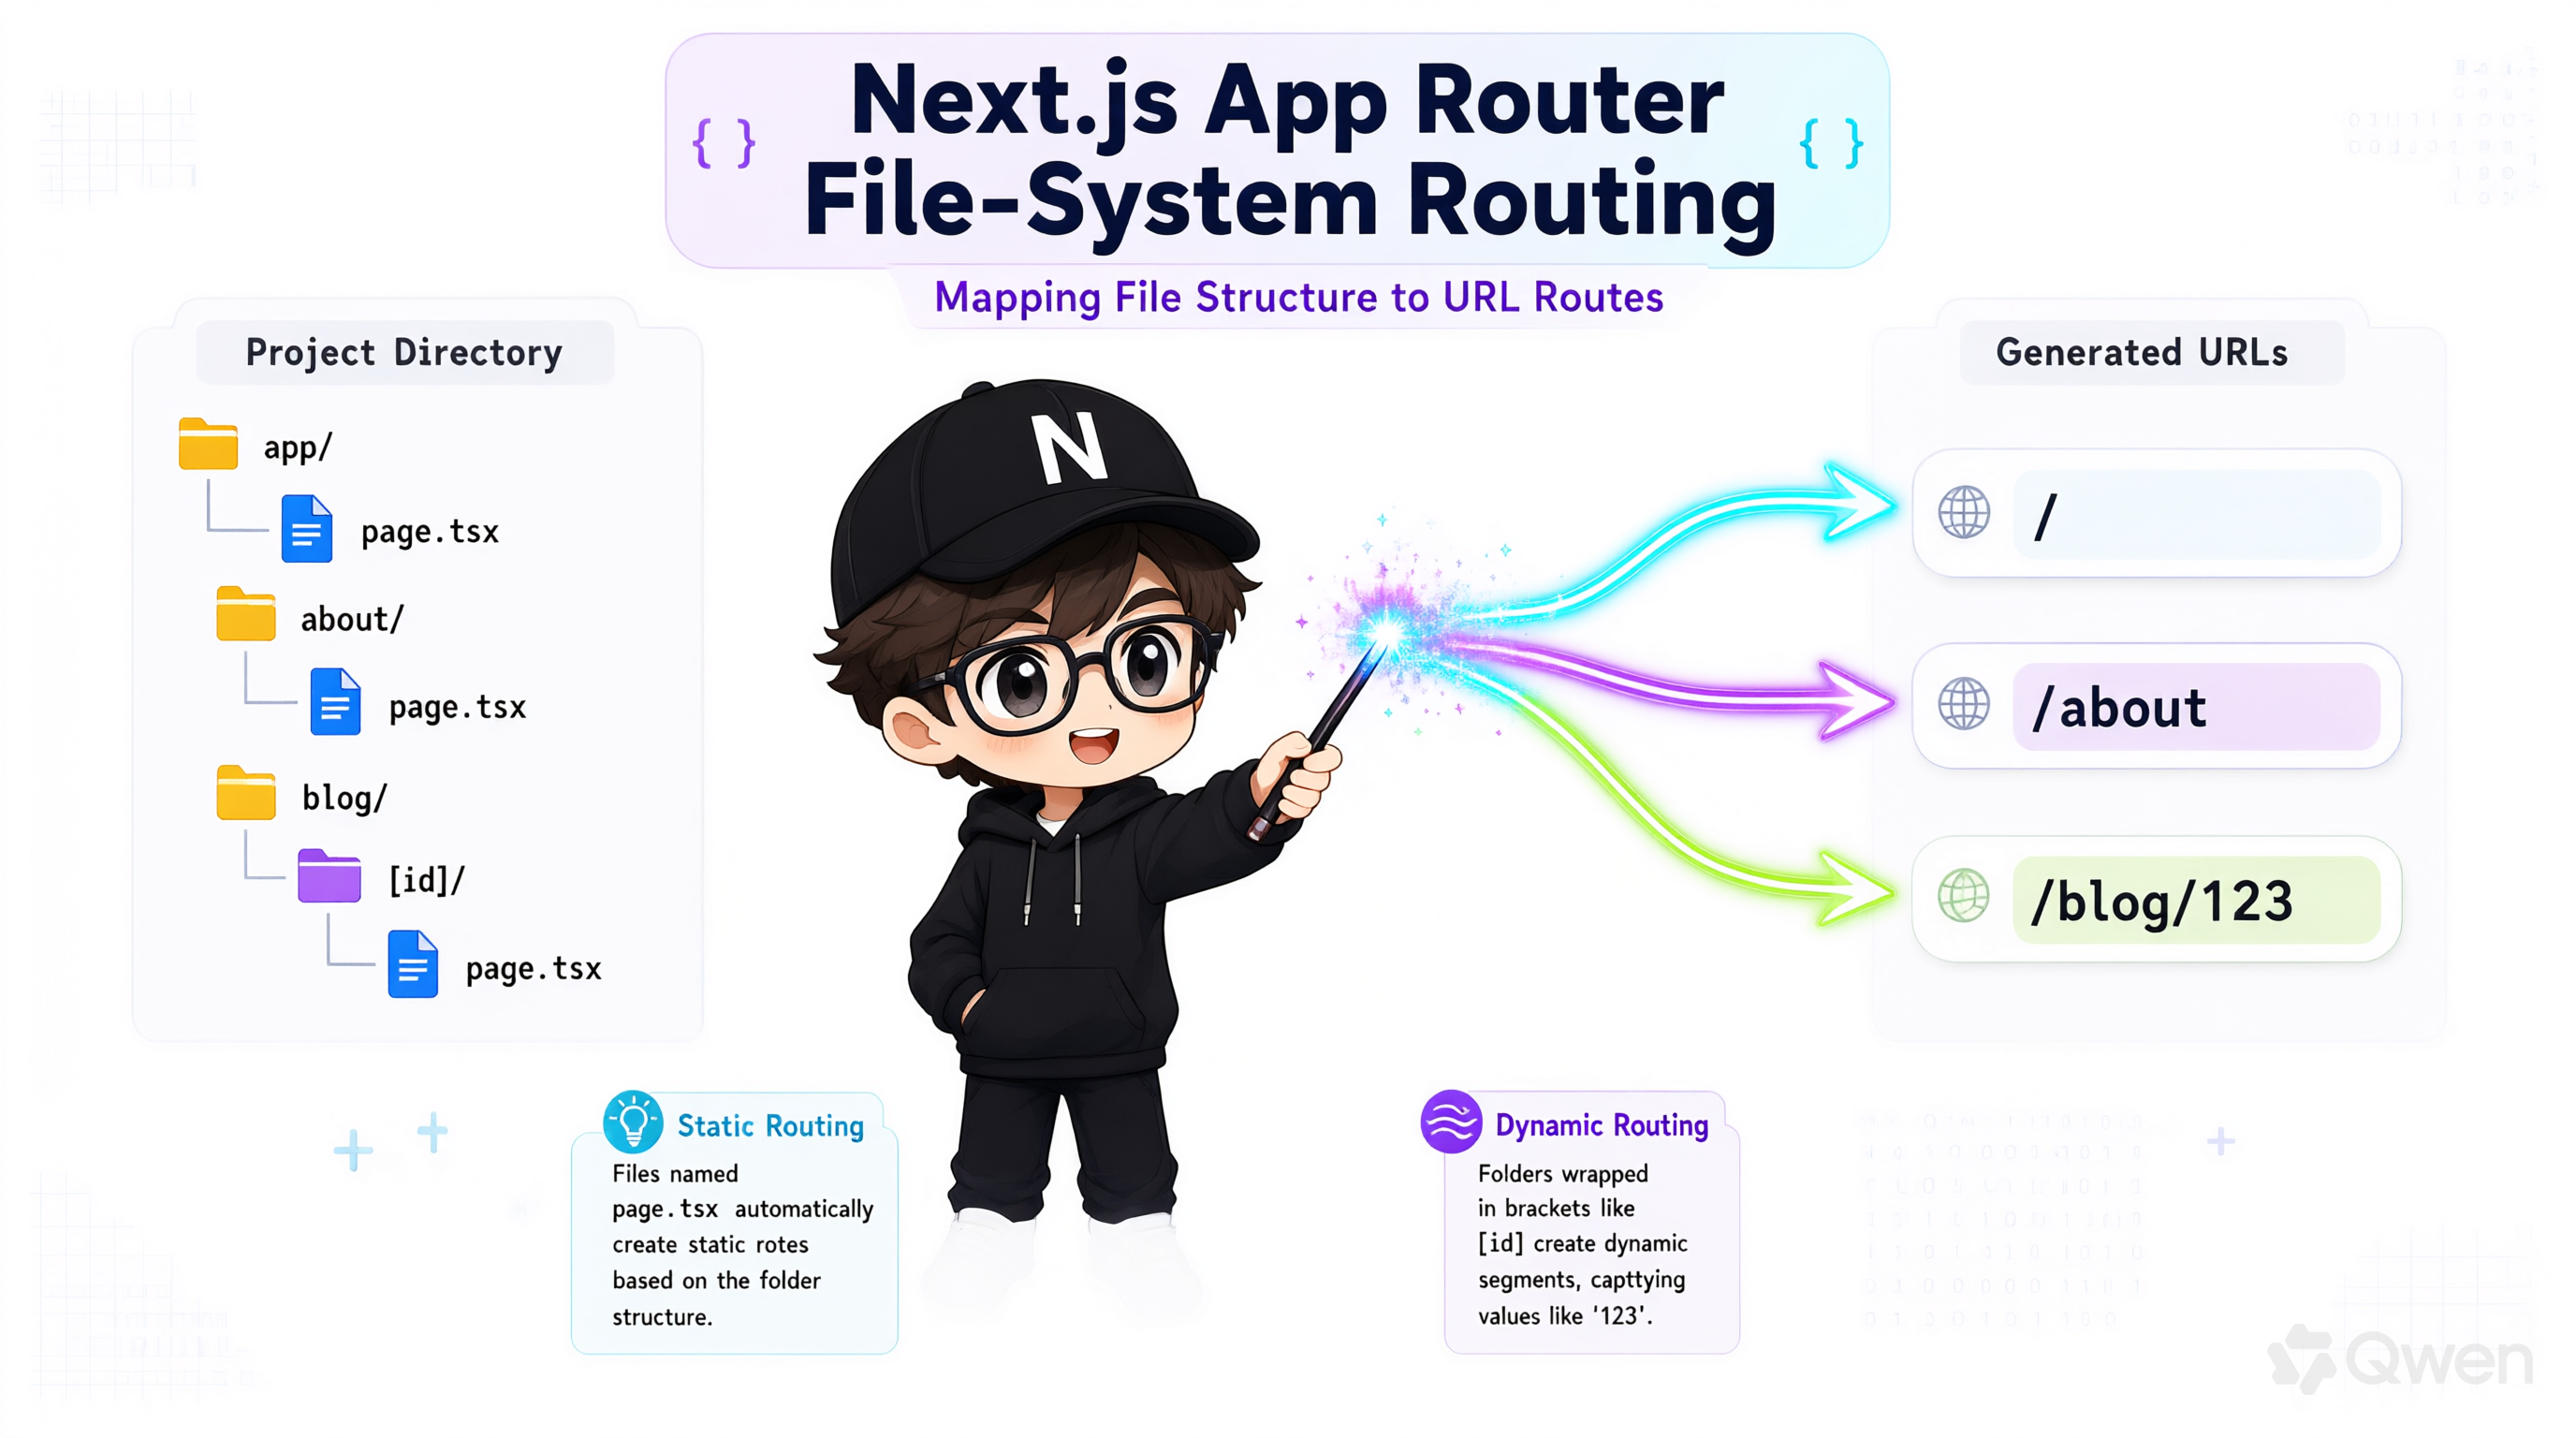 Next.js App Router
File-System Routing
{ }
{ }
Mapping File Structure to URL Routes
Project Directory
app/
page.tsx
about/
page.tsx
blog/
[id]/
page.tsx
N
Generated URLs
/
/about
/blog/123
Static Routing
Files named
page.tsx automatically
create static rotes
based on the folder
structure.
Dynamic Routing
Folders wrapped
in brackets like
[id] create dynamic
segments, capttying
values like '123'.
Qwen